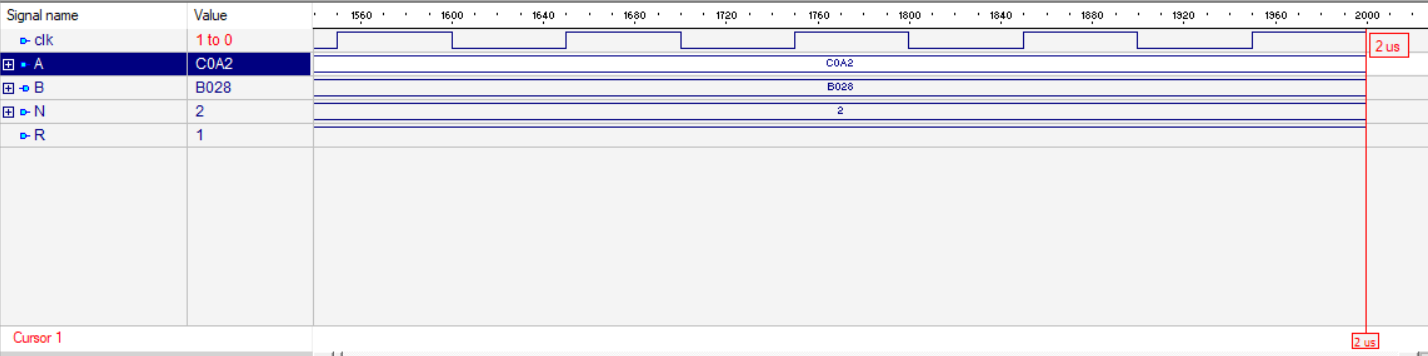 Signal name Value 1560 1600 1640 1680 1720 1760 1800 1840 1880 1920 1960 2000
clk 1 to 0 2 us
A C0A2 C0A2
B B028 B028
N 2 2
R 1
Cursor 1 2 us